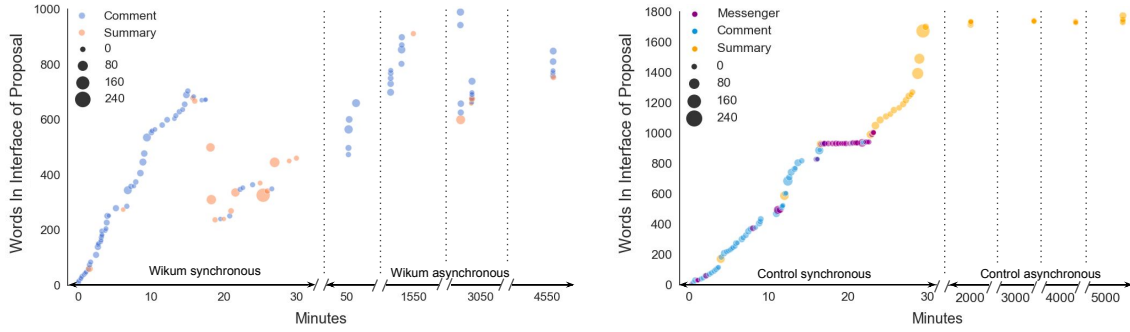 Words In Interface of Proposal
1000
800
600
400
200
0
Comment
Summary
0
80
160
240
Wikum synchronous
Wikum asynchronous
0 10 20 30 50 1550 3050 4550
Minutes
Words In Interface of Proposal
1800
1600
1400
1200
1000
800
600
400
200
0
Messenger
Comment
Summary
0
80
160
240
Control synchronous
Control asynchronous
0 10 20 30 2000 3000 4000 5000
Minutes